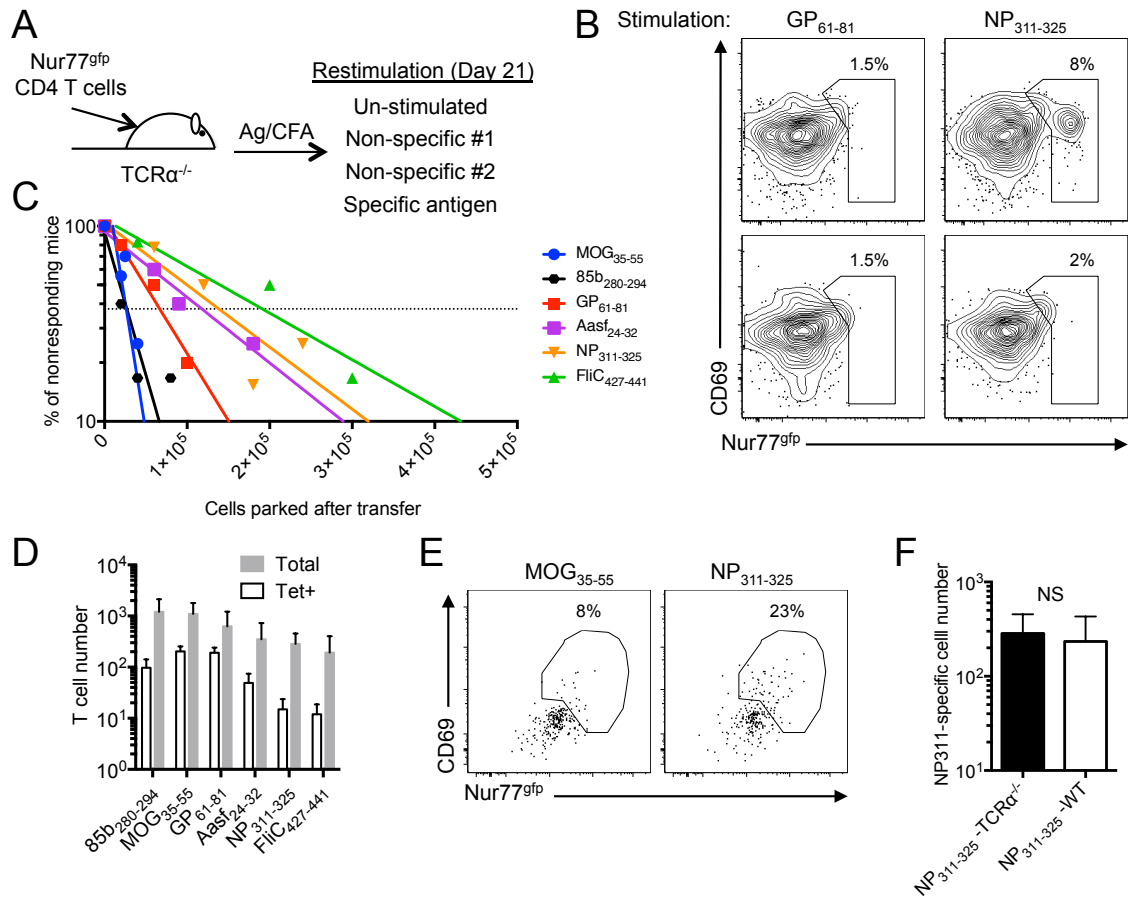 A
Nur77gfp
CD4 T cells
TCRα-/-
Ag/CFA
Restimulation (Day 21)
Un-stimulated
Non-specific #1
Non-specific #2
Specific antigen
B
Stimulation:
GP61-81
NP311-325
1.5%
8%
1.5%
2%
CD69
Nur77gfp
C
% of nonresponding mice
100
10
0
1×105
2×105
3×105
4×105
5×105
Cells parked after transfer
MOG35-55
85b280-294
GP61-81
Aasf24-32
NP311-325
FliC427-441
D
Total
Tet+
T cell number
104
103
102
101
100
85b280-294
MOG35-55
GP61-81
Aasf24-32
NP311-325
FliC427-441
E
MOG35-55
NP311-325
8%
23%
CD69
Nur77gfp
F
NS
NP311-specific cell number
103
102
101
NP311-325-TCRα-/-
NP311-325-WT